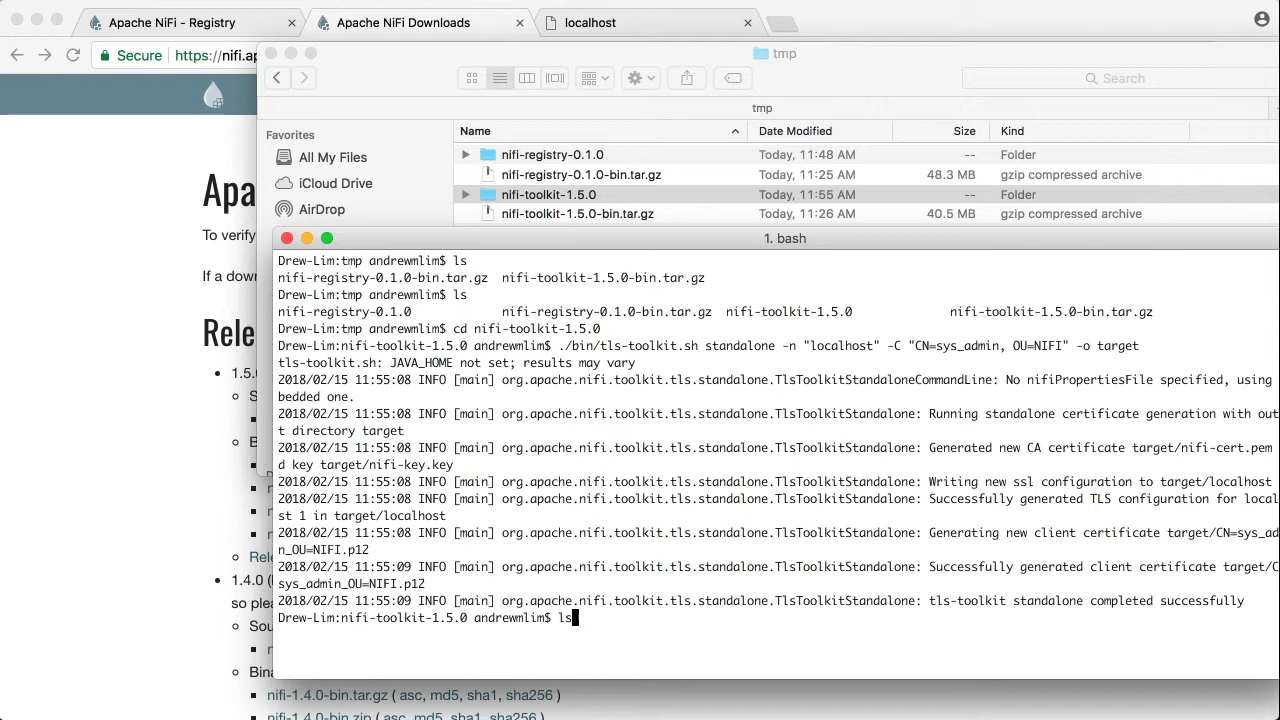 Apache NiFi - Registry
Apache NiFi Downloads
localhost
Secure
https://nifi.ap
tmp
Search
tmp
Favorites
All My Files
iCloud Drive
AirDrop
Name Date Modified Size Kind
nifi-registry-0.1.0 Today, 11:48 AM -- Folder
nifi-registry-0.1.0-bin.tar.gz Today, 11:25 AM 48.3 MB gzip compressed archive
nifi-toolkit-1.5.0 Today, 11:55 AM -- Folder
nifi-toolkit-1.5.0-bin.tar.gz Today, 11:26 AM 40.5 MB gzip compressed archive
Apa
To verify
If a down
Rele
1.5.
S
B
n
n
n
Rele
1.4.0 (
so plea
Sou
n
Bina
nifi-1.4.0-bin.tar.gz ( asc, md5, sha1, sha256 )
nifi-1.4.0-bin.zip ( asc, md5, sha1, sha256 )
1. bash
Drew-Lim:tmp andrewmlim$ ls
nifi-registry-0.1.0-bin.tar.gz nifi-toolkit-1.5.0-bin.tar.gz
Drew-Lim:tmp andrewmlim$ ls
nifi-registry-0.1.0 nifi-registry-0.1.0-bin.tar.gz nifi-toolkit-1.5.0 nifi-toolkit-1.5.0-bin.tar.gz
Drew-Lim:tmp andrewmlim$ cd nifi-toolkit-1.5.0
Drew-Lim:nifi-toolkit-1.5.0 andrewmlim$ ./bin/tls-toolkit.sh standalone -n "localhost" -C "CN=sys_admin, OU=NIFI" -o target
tls-toolkit.sh: JAVA_HOME not set; results may vary
2018/02/15 11:55:08 INFO [main] org.apache.nifi.toolkit.tls.standalone.TlsToolkitStandaloneCommandLine: No nifiPropertiesFile specified, using
bedded one.
2018/02/15 11:55:08 INFO [main] org.apache.nifi.toolkit.tls.standalone.TlsToolkitStandalone: Running standalone certificate generation with out
t directory target
2018/02/15 11:55:08 INFO [main] org.apache.nifi.toolkit.tls.standalone.TlsToolkitStandalone: Generated new CA certificate target/nifi-cert.pem
d key target/nifi-key.key
2018/02/15 11:55:08 INFO [main] org.apache.nifi.toolkit.tls.standalone.TlsToolkitStandalone: Writing new ssl configuration to target/localhost
2018/02/15 11:55:08 INFO [main] org.apache.nifi.toolkit.tls.standalone.TlsToolkitStandalone: Successfully generated TLS configuration for local
st 1 in target/localhost
2018/02/15 11:55:08 INFO [main] org.apache.nifi.toolkit.tls.standalone.TlsToolkitStandalone: Generating new client certificate target/CN=sys_ad
n_OU=NIFI.p12
2018/02/15 11:55:09 INFO [main] org.apache.nifi.toolkit.tls.standalone.TlsToolkitStandalone: Successfully generated client certificate target/C
sys_admin_OU=NIFI.p12
2018/02/15 11:55:09 INFO [main] org.apache.nifi.toolkit.tls.standalone.TlsToolkitStandalone: tls-toolkit standalone completed successfully
Drew-Lim:nifi-toolkit-1.5.0 andrewmlim$ ls